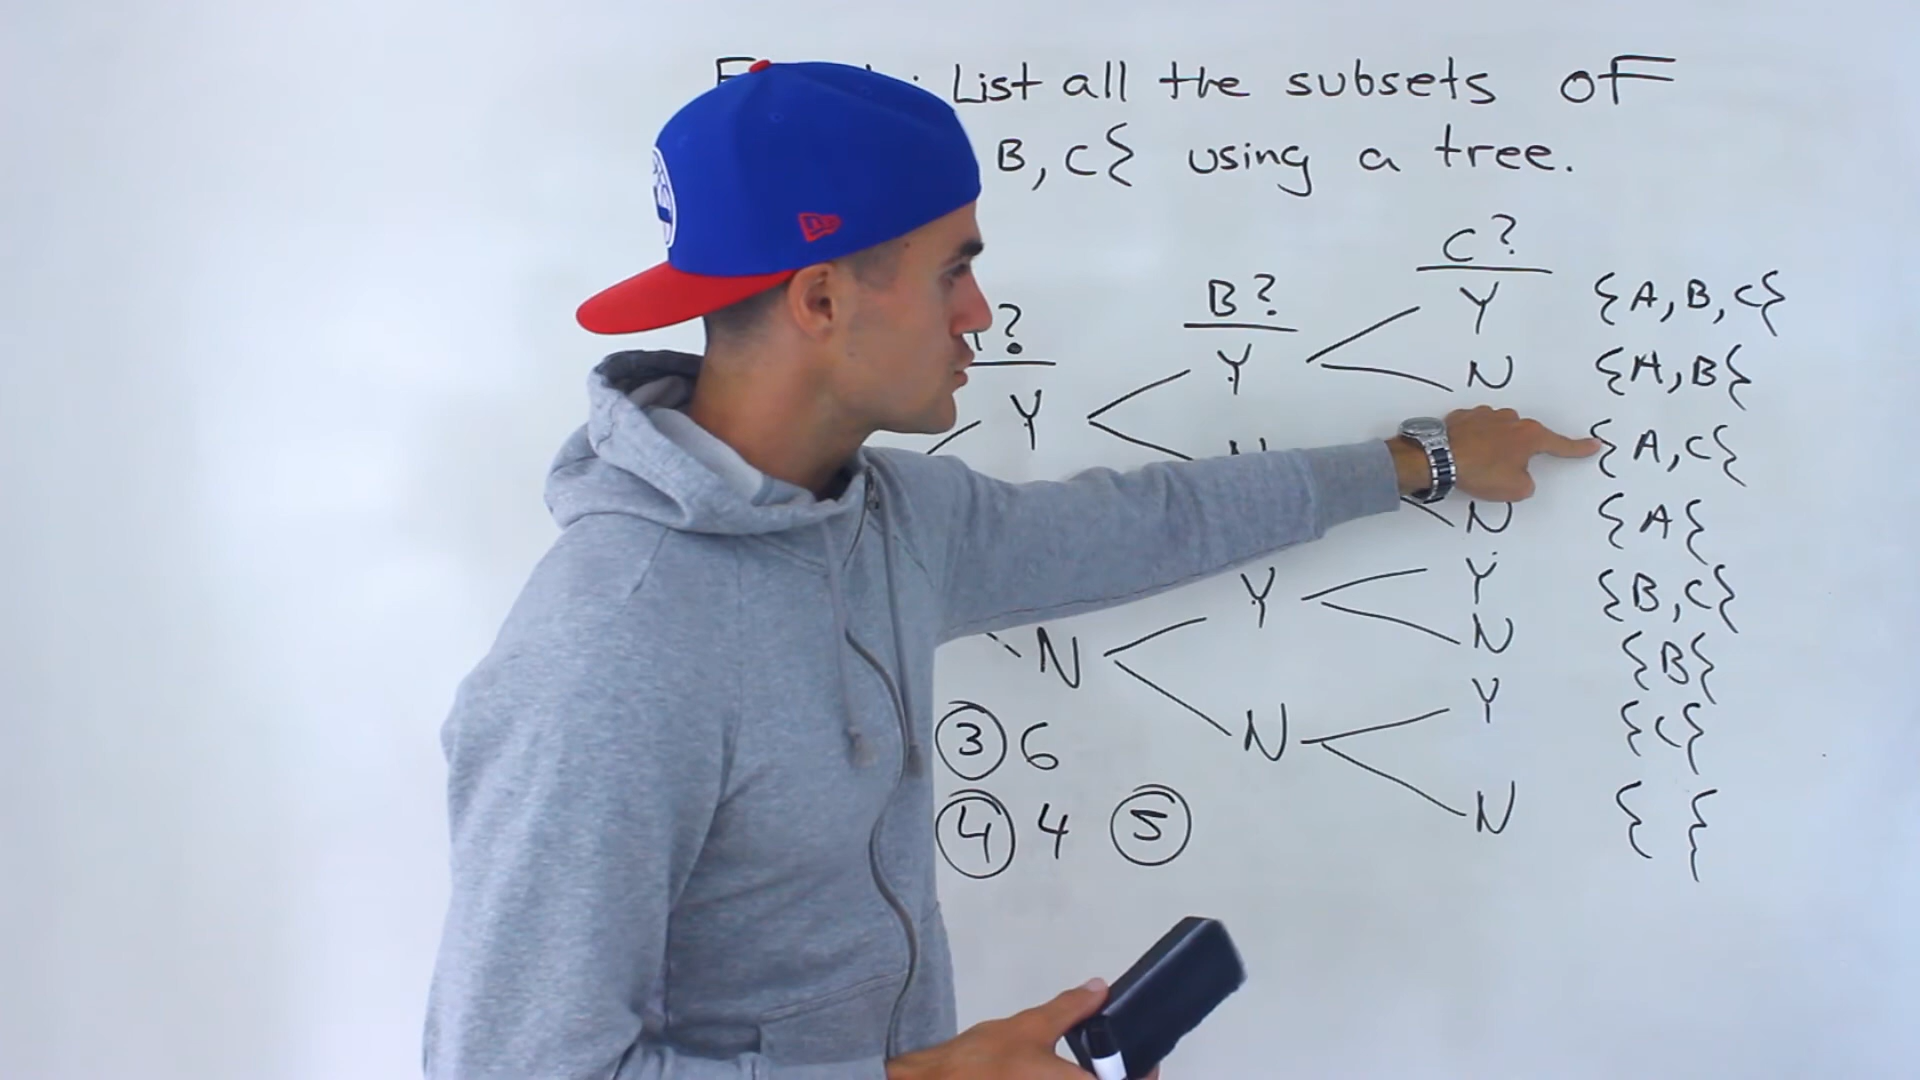 List all the subsets of
B, C} using a tree.
C?
B?
?
Y {A, B, C}
Y N {A, B}
Y {A, C}
N {A}
Y Y {B, C}
N N {B}
Y {C}
③ 6 N
④ 4 ⑤ N { }